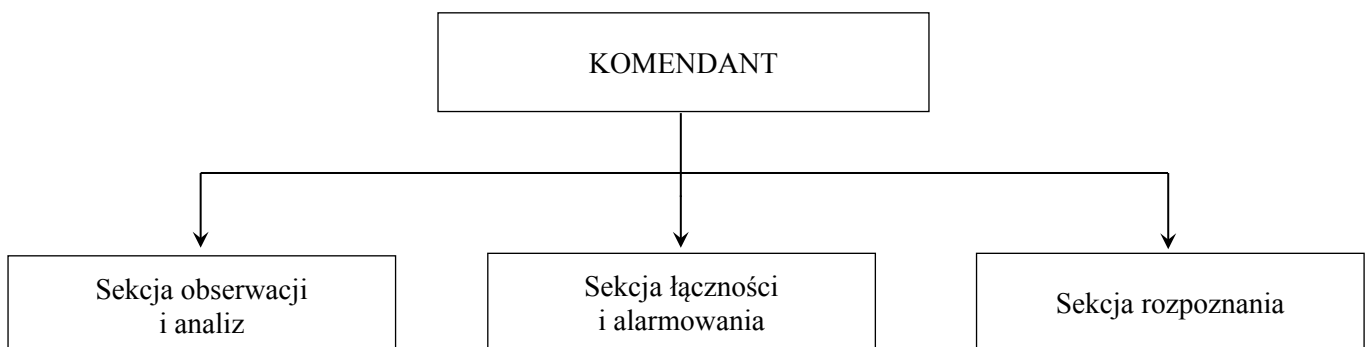 KOMENDANT
Sekcja obserwacji
i analiz
Sekcja łączności
i alarmowania
Sekcja rozpoznania